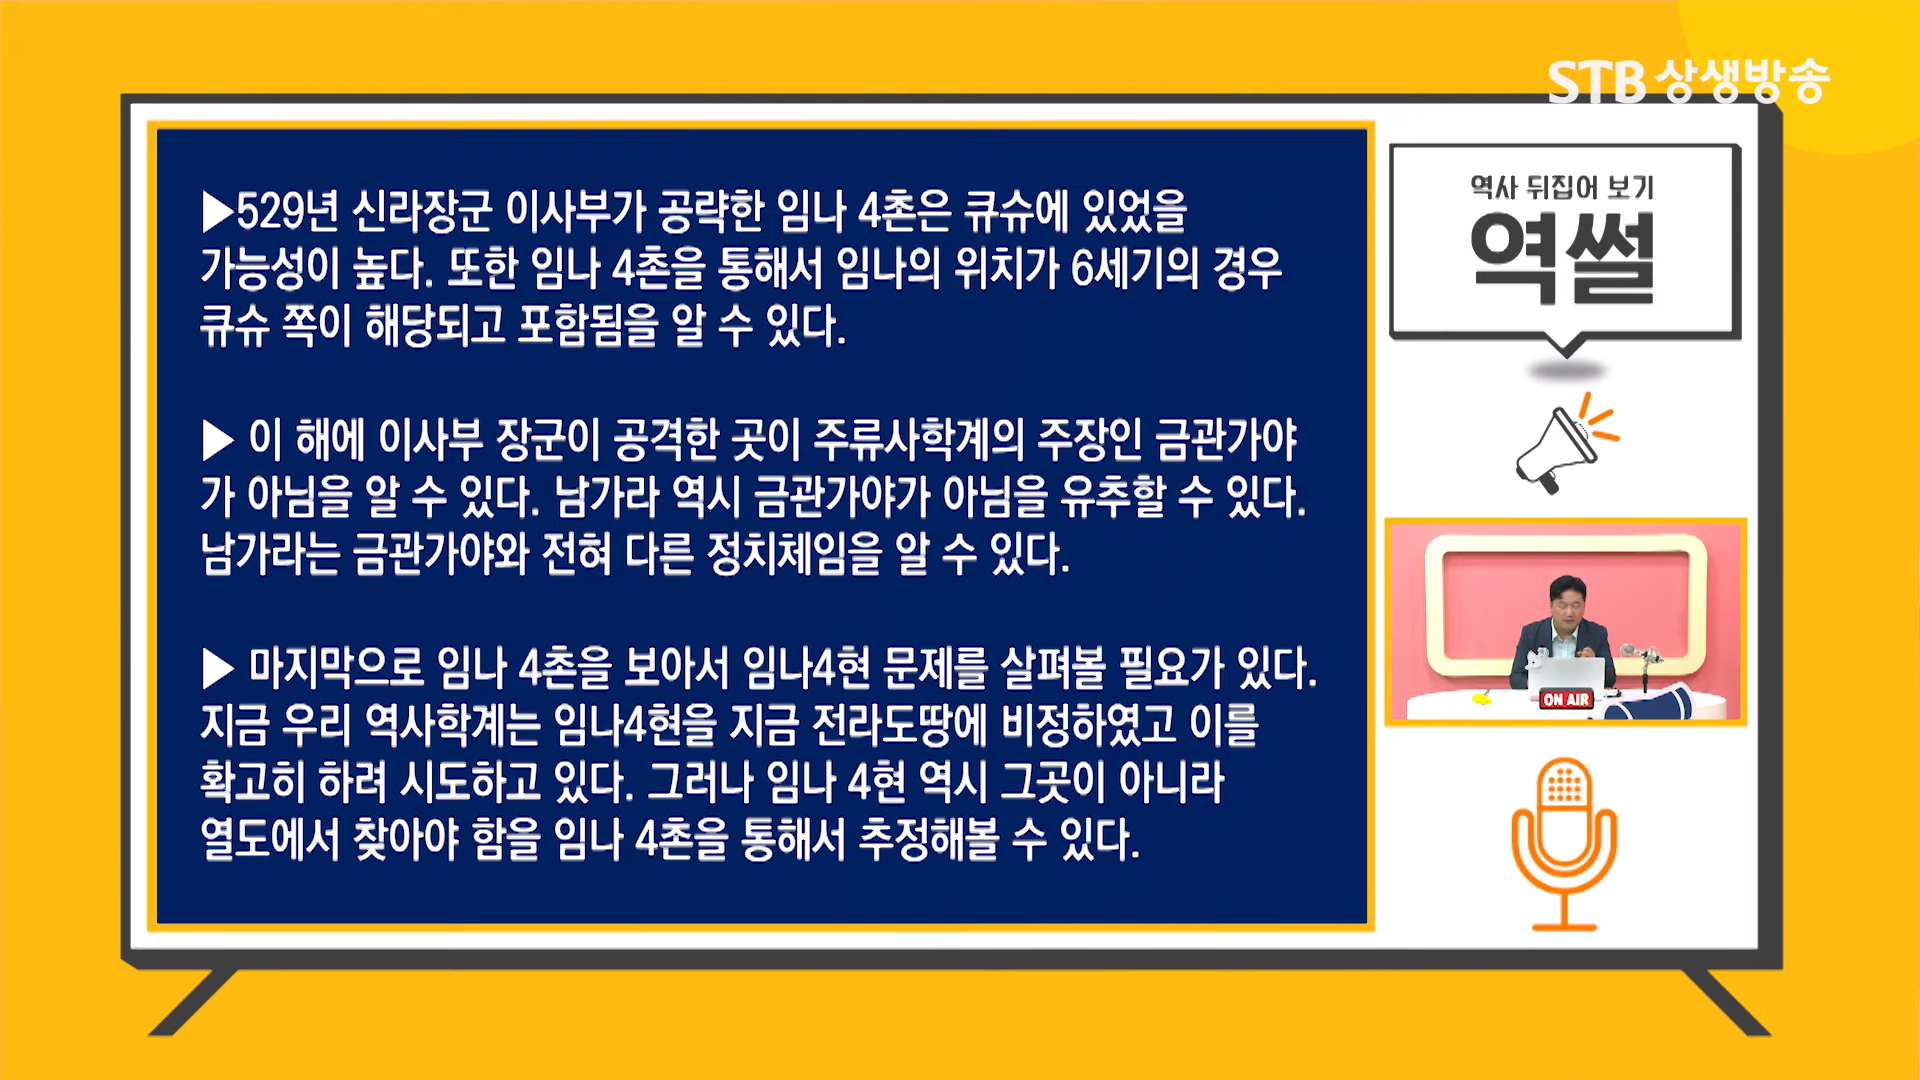 STB 상생방송
▶529년 신라장군 이사부가 공략한 임나 4촌은 큐슈에 있었을
가능성이 높다. 또한 임나 4촌을 통해서 임나의 위치가 6세기의 경우
큐슈 쪽이 해당되고 포함됨을 알 수 있다.
▶ 이 해에 이사부 장군이 공격한 곳이 주류사학계의 주장인 금관가야
가 아님을 알 수 있다. 남가라 역시 금관가야가 아님을 유추할 수 있다.
남가라는 금관가야와 전혀 다른 정치체임을 알 수 있다.
▶ 마지막으로 임나 4촌을 보아서 임나4현 문제를 살펴볼 필요가 있다.
지금 우리 역사학계는 임나4현을 지금 전라도땅에 비정하였고 이를
확고히 하려 시도하고 있다. 그러나 임나 4현 역시 그곳이 아니라
열도에서 찾아야 함을 임나 4촌을 통해서 추정해볼 수 있다.
역사 뒤집어 보기
역썰
ON AIR